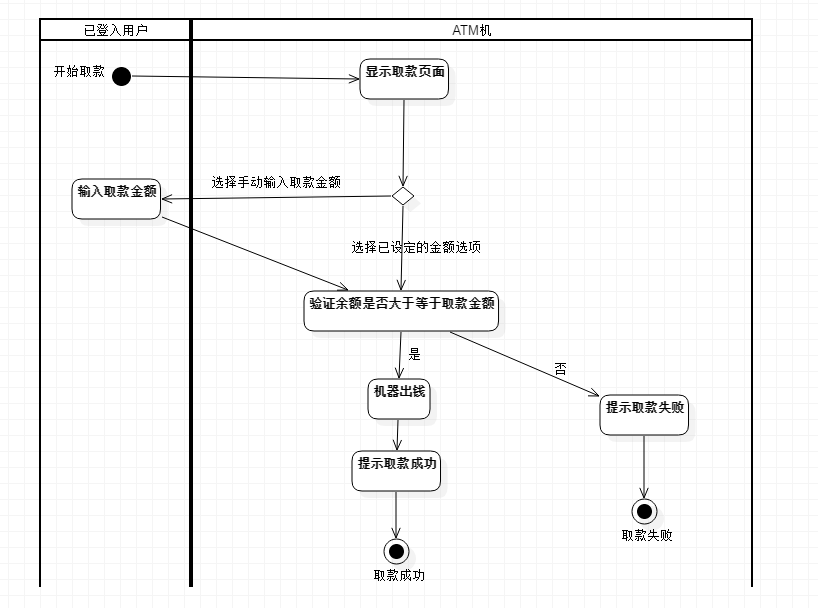 已登入用户
ATM机
开始取款
显示取款页面
选择手动输入取款金额
输入取款金额
选择已设定的金额选项
验证余额是否大于等于取款金额
是
否
机器出钱
提示取款失败
提示取款成功
取款失败
取款成功